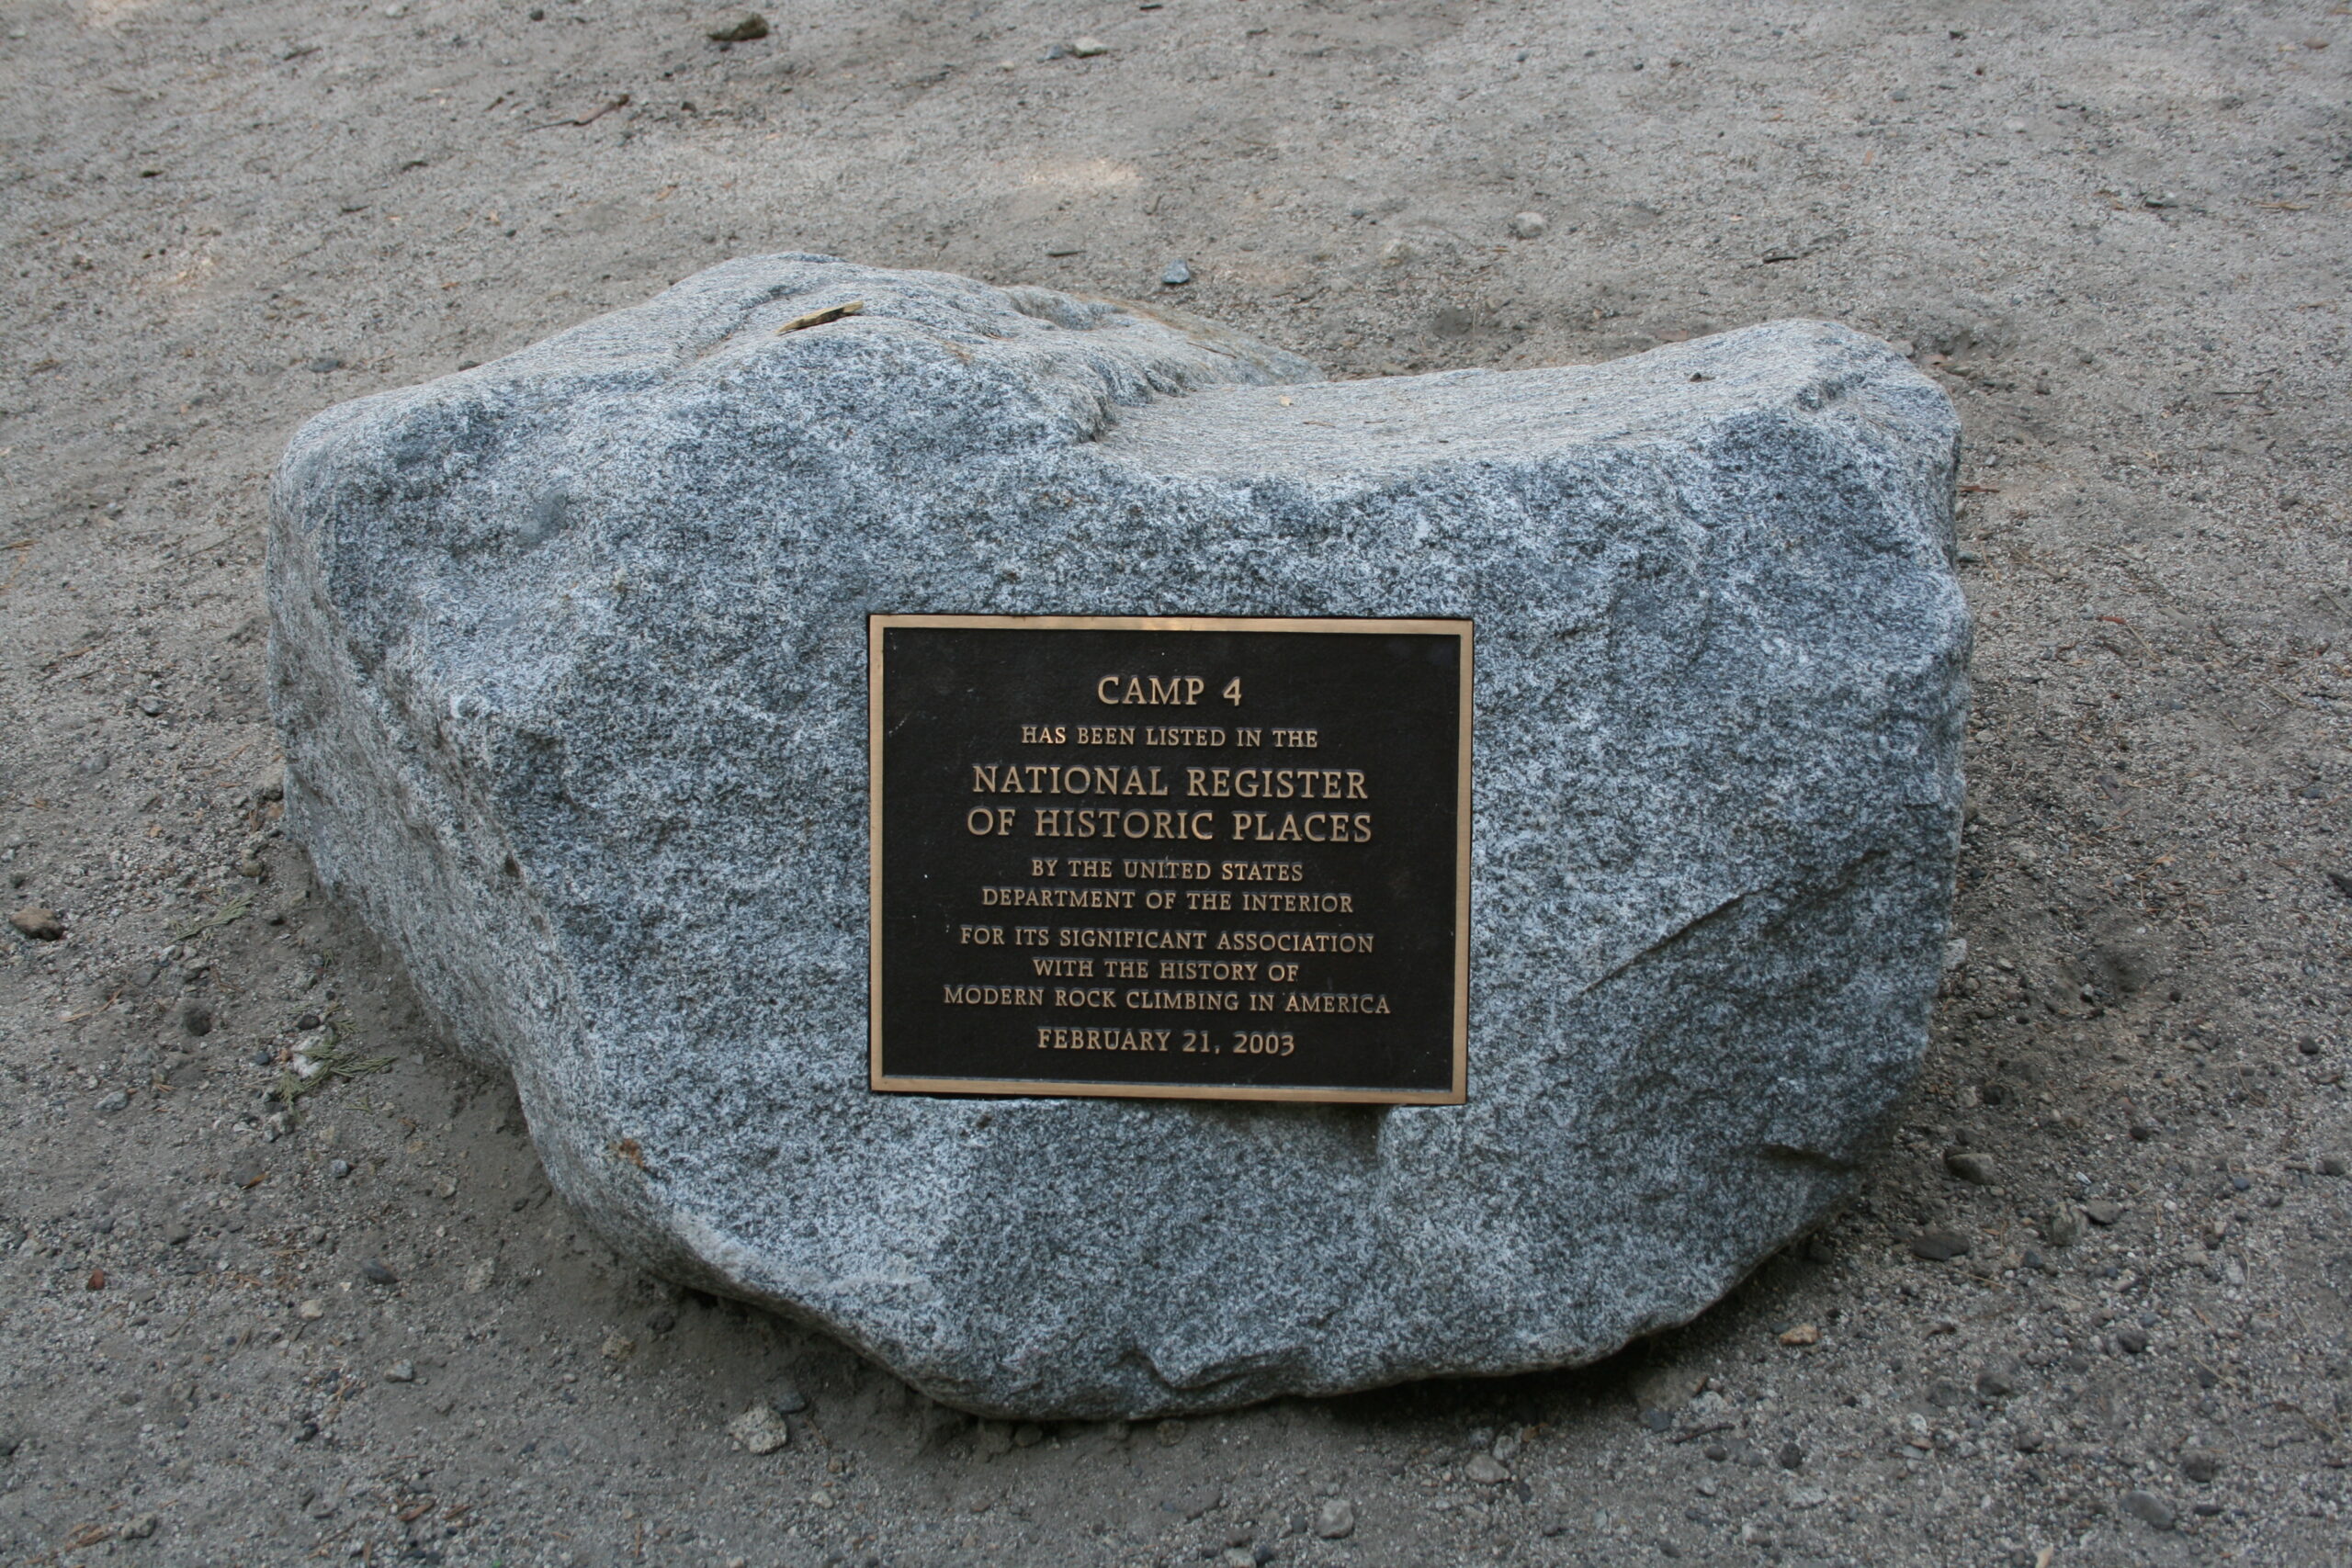 CAMP 4
HAS BEEN LISTED IN THE
NATIONAL REGISTER
OF HISTORIC PLACES
BY THE UNITED STATES
DEPARTMENT OF THE INTERIOR
FOR ITS SIGNIFICANT ASSOCIATION
WITH THE HISTORY OF
MODERN ROCK CLIMBING IN AMERICA
FEBRUARY 21, 2003